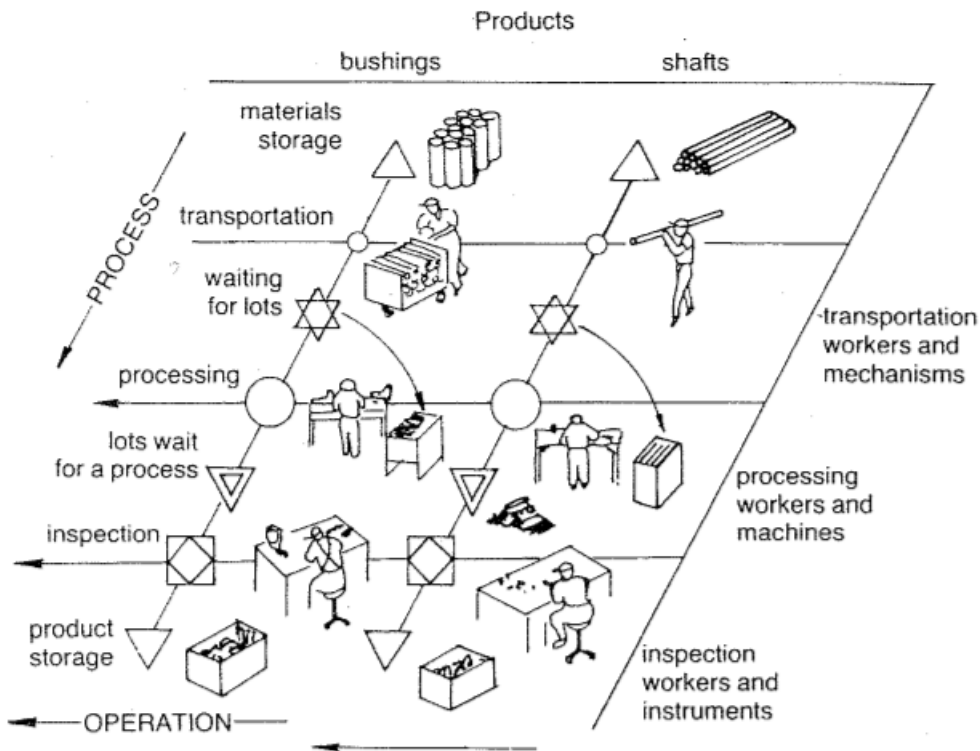 Products
bushings
shafts
materials
storage
PROCESS
transportation
waiting
for lots
transportation
workers and
mechanisms
processing
lots wait
for a process
processing
workers and
machines
inspection
product
storage
inspection
workers and
instruments
OPERATION